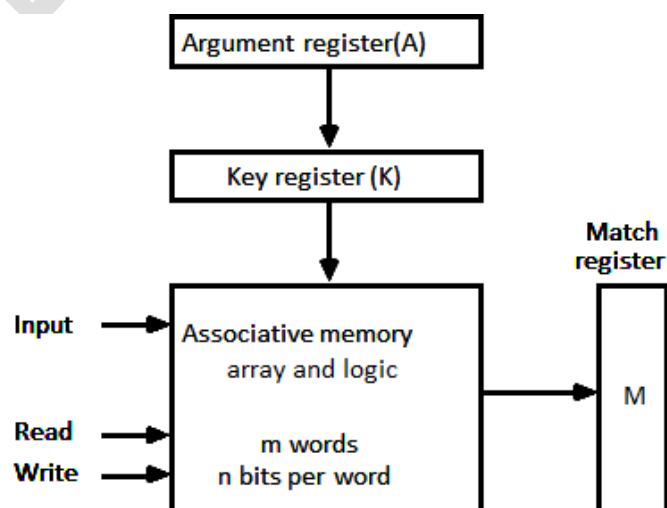 Argument register(A)
Key register (K)
Match
register
Input
Associative memory
array and logic
M
Read
m words
Write
n bits per word